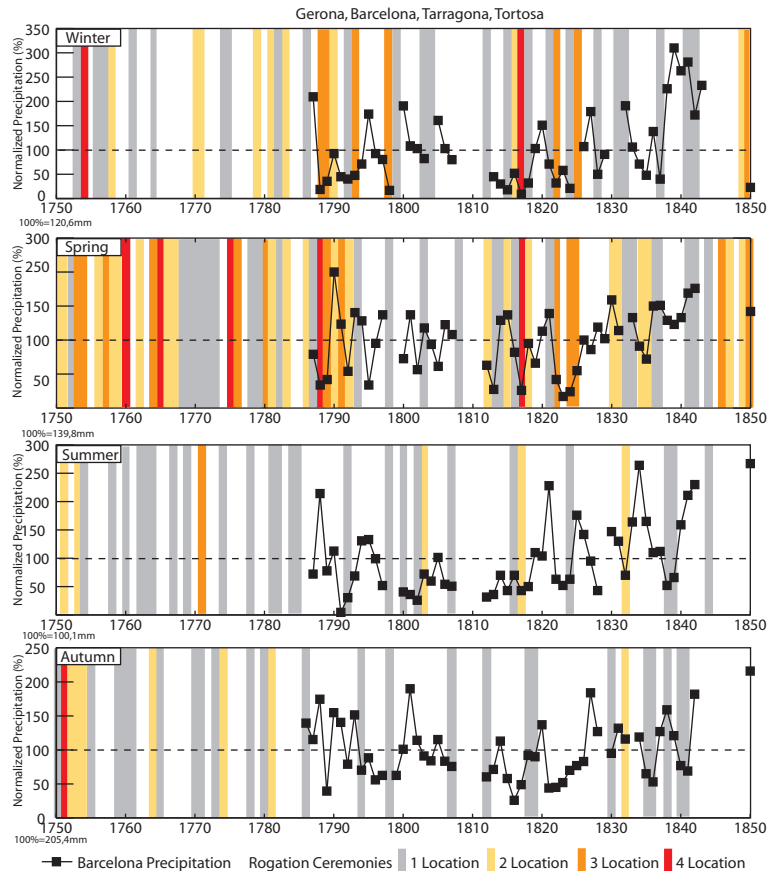 Gerona, Barcelona, Tarragona, Tortosa
Winter
Normalized Precipitation (%)
350
300
250
200
150
100
50
0
1750 1760 1770 1780 1790 1800 1810 1820 1830 1840 1850
100%=120,6mm
Spring
Normalized Precipitation (%)
300
250
200
150
100
50
1750 1760 1770 1780 1790 1800 1810 1820 1830 1840 1850
100%=139,8mm
Summer
Normalized Precipitation (%)
300
250
200
150
100
50
1750 1760 1770 1780 1790 1800 1810 1820 1830 1840 1850
100%=100,1mm
Autumn
Normalized Precipitation (%)
250
200
150
100
50
0
1750 1760 1770 1780 1790 1800 1810 1820 1830 1840 1850
100%=205,4mm
Barcelona Precipitation Rogation Ceremonies 1 Location 2 Location 3 Location 4 Location